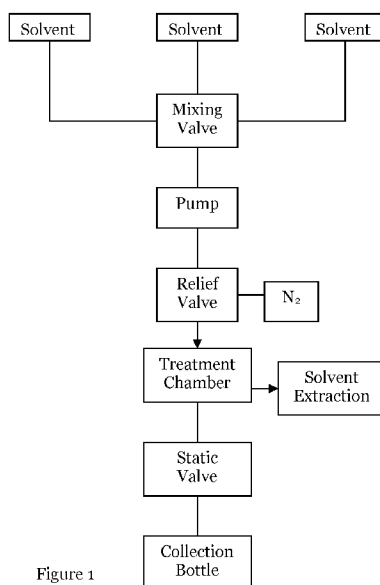 Solvent
Solvent
Solvent
Mixing
Valve
Pump
Relief
Valve
N₂
Treatment
Chamber
Solvent
Extraction
Static
Valve
Collection
Bottle
Figure 1